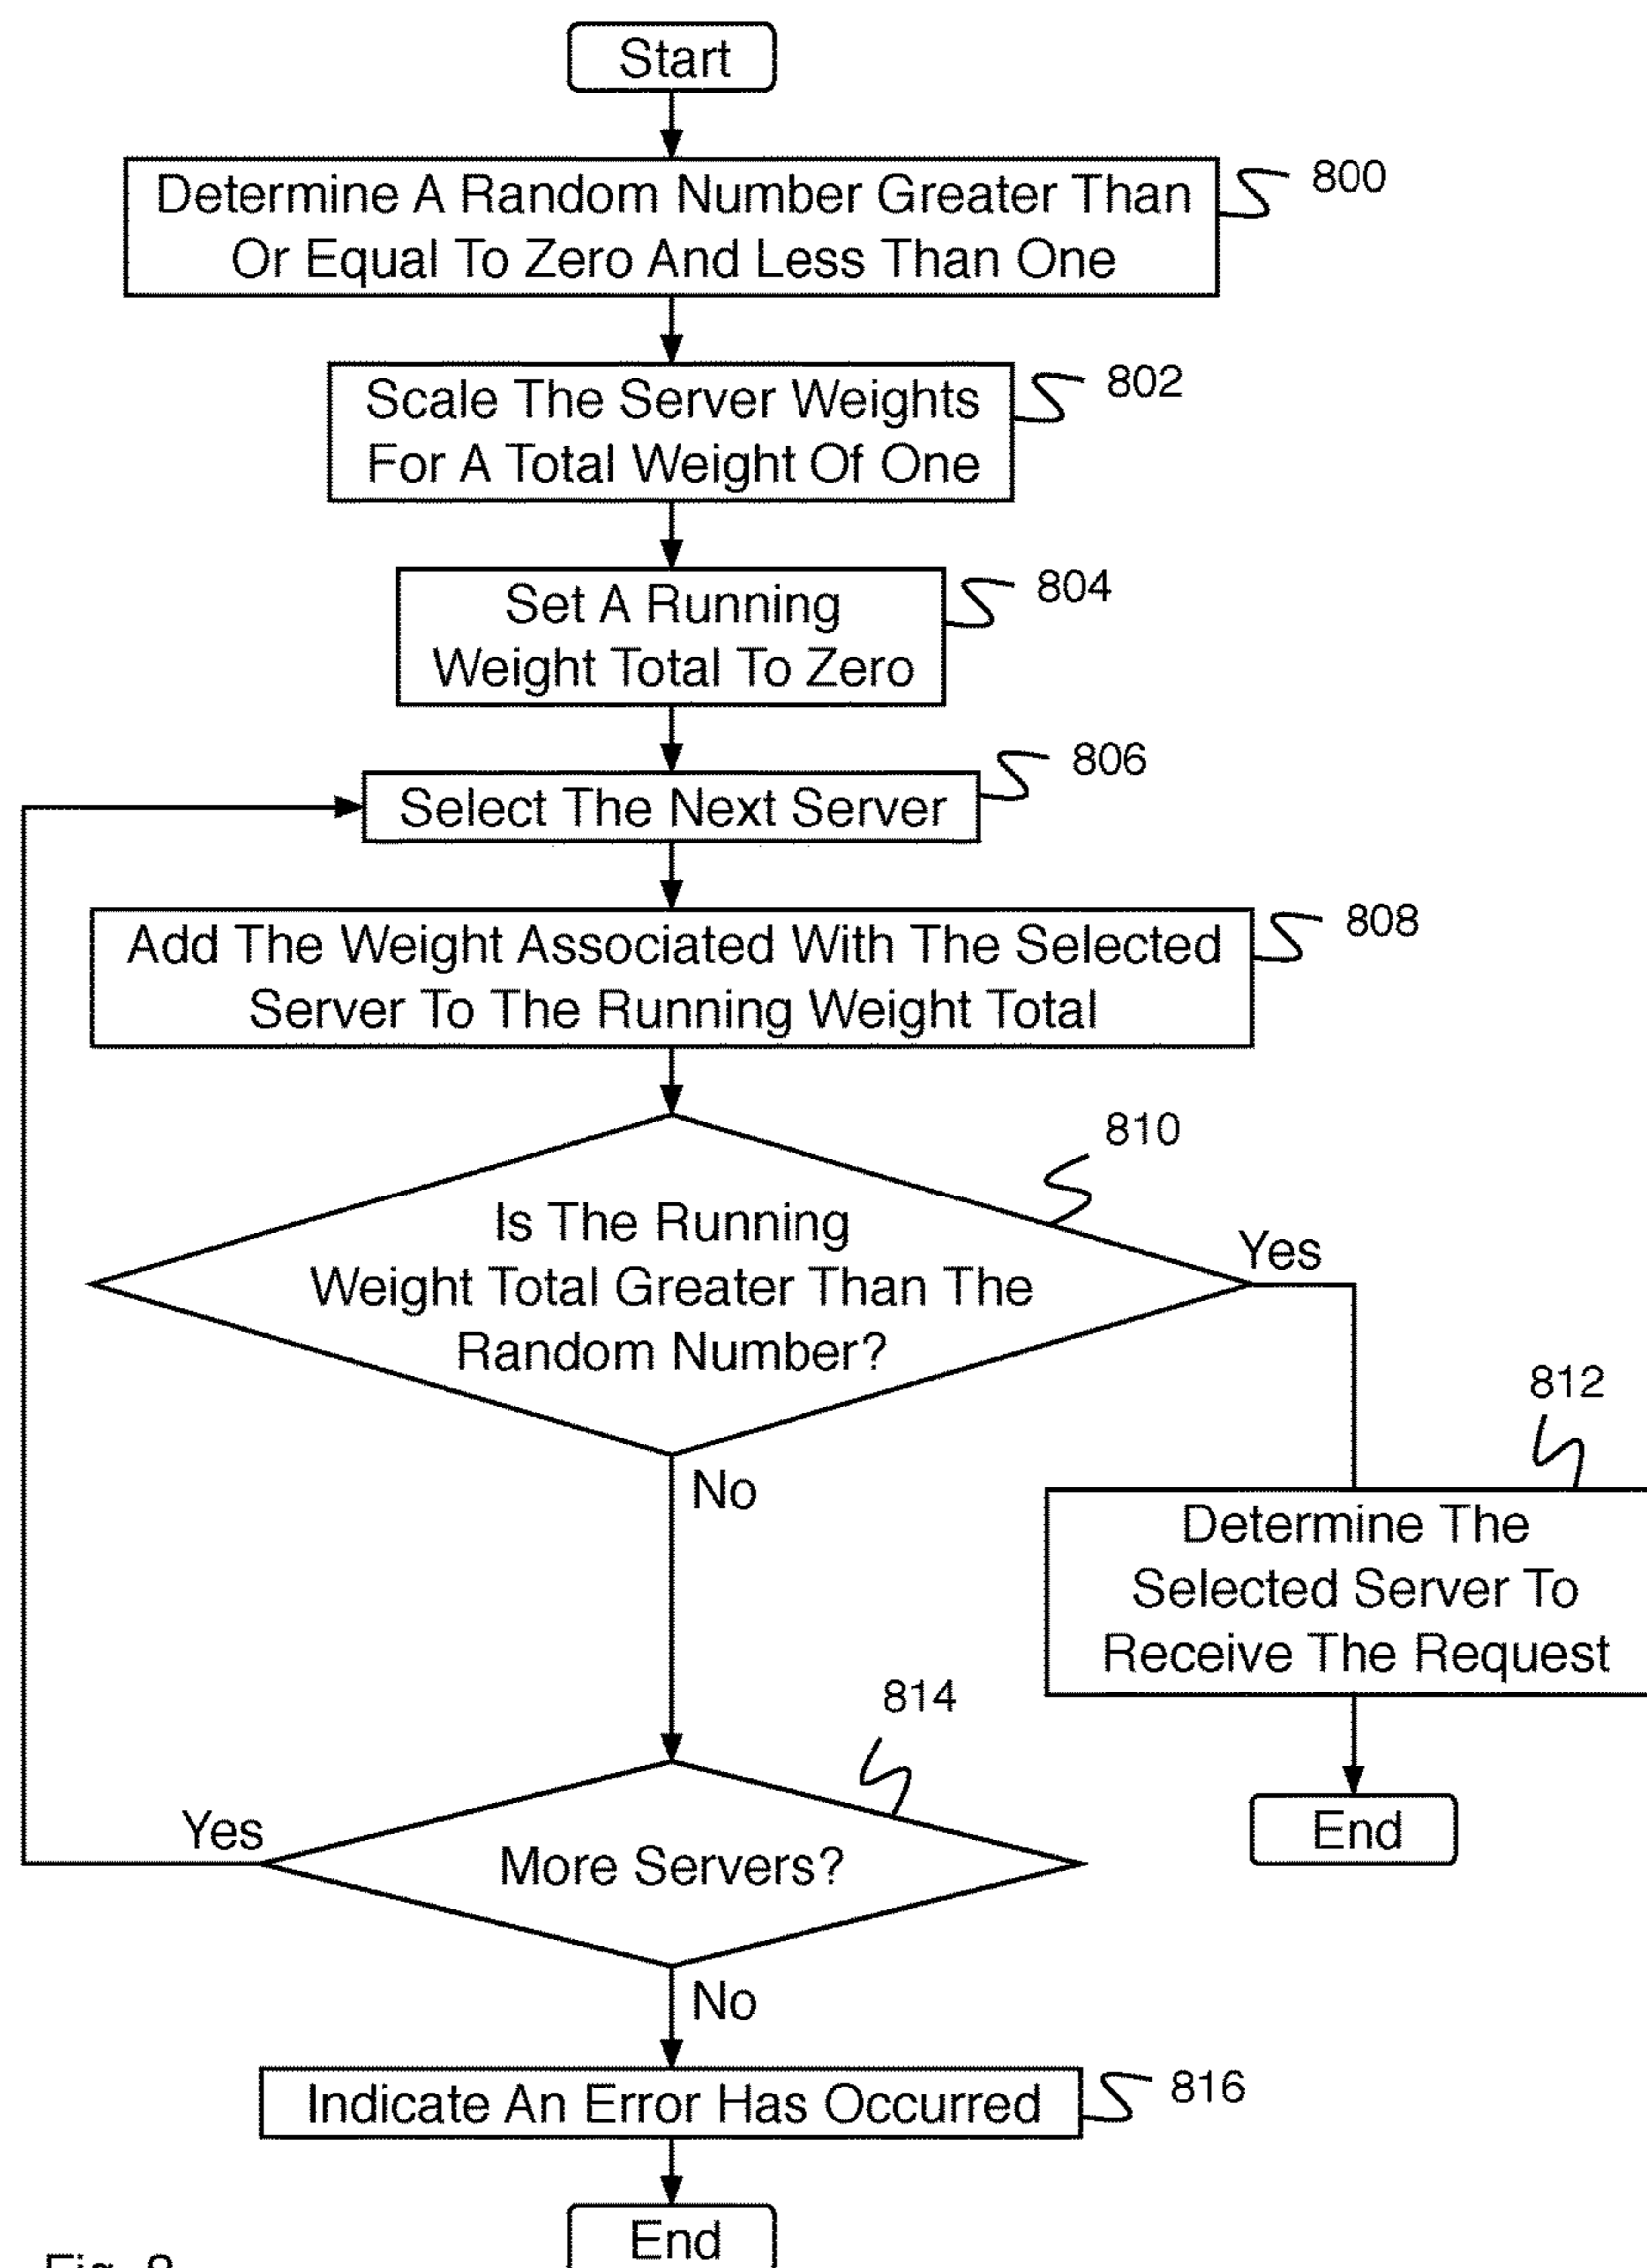 Start
Determine A Random Number Greater Than
Or Equal To Zero And Less Than One
800
Scale The Server Weights
For A Total Weight Of One
802
Set A Running
Weight Total To Zero
804
Select The Next Server
806
Add The Weight Associated With The Selected
Server To The Running Weight Total
808
Is The Running
Weight Total Greater Than The
Random Number?
810
Yes
No
812
Determine The
Selected Server To
Receive The Request
End
814
More Servers?
Yes
No
Indicate An Error Has Occurred
816
End
Fig. 8